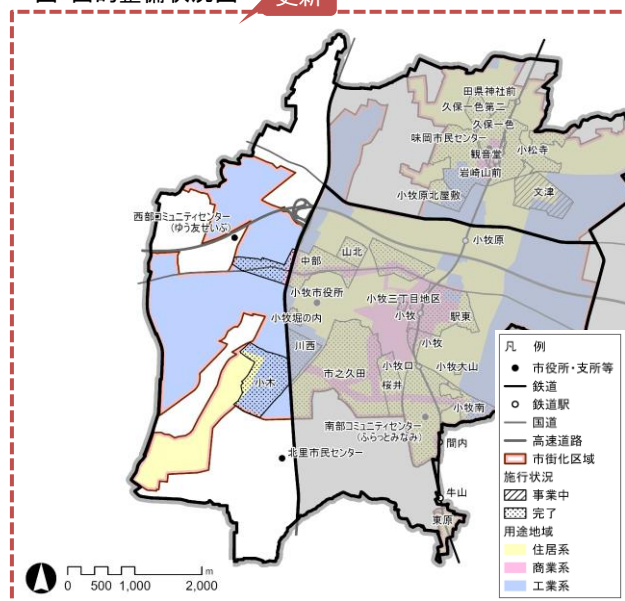 更新
田県神社前
久保一色第二
久保一色
味岡市民センター
観音堂
小松寺
岩崎山前
文津
小牧原北屋敷
西部コミュニティセンター
(ゆう友せいぶ)
小牧原
山北
中部
小牧市役所
小牧三丁目地区
小牧
駅東
小牧堀の内
川西
小牧
市之久田
小牧口
小牧大山
桜井
小木
小牧南
南部コミュニティセンター
(ふらっとみなみ)
間内
北里市民センター
牛山
東原
凡 例
市役所・支所等
鉄道
鉄道駅
国道
高速道路
市街化区域
施行状況
事業中
完了
用途地域
住居系
商業系
工業系
0 500 1,000 2,000 m